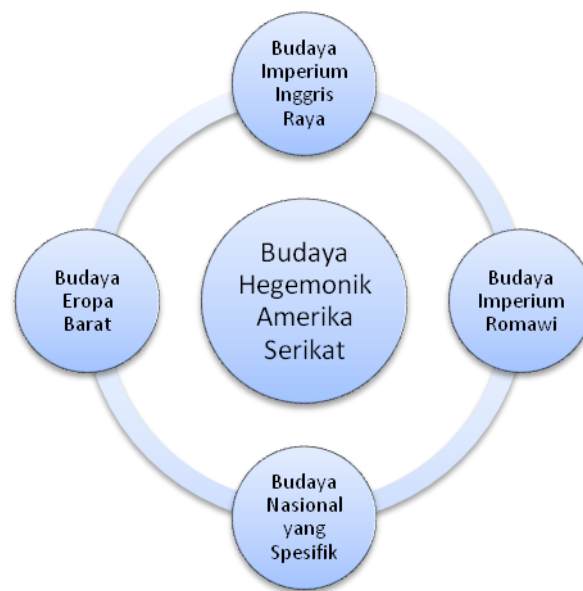 Budaya
Imperium
Inggris
Raya
Budaya
Eropa
Barat
Budaya
Hegemonik
Amerika
Serikat
Budaya
Imperium
Romawi
Budaya
Nasional
yang
Spesifik